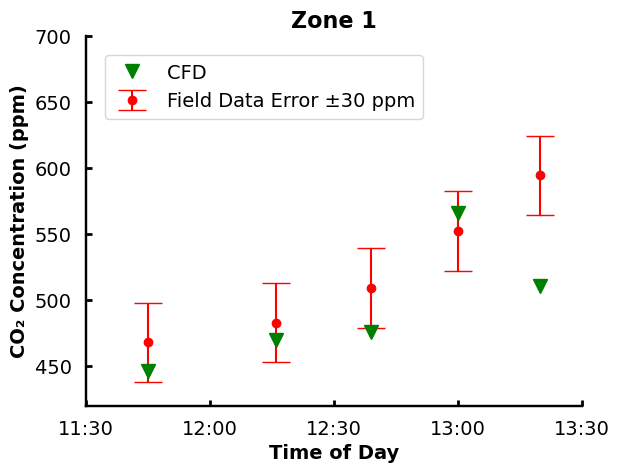 Zone 1
CFD
Field Data Error ±30 ppm
CO₂ Concentration (ppm)
700
650
600
550
500
450
11:30 12:00 12:30 13:00 13:30
Time of Day